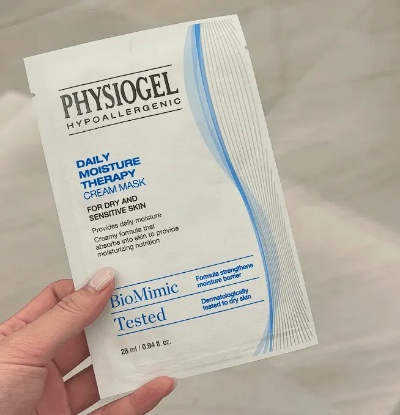 PHYSIOGEL
HYPOALLERGENIC
DAILY
MOISTURE
THERAPY
CREAM MASK
FOR DRY AND
SENSITIVE SKIN
Provides daily moisture
Creamy formula that
absorbs into skin to provide
moisturizing nutrition
BioMimic
Tested
Formula strengthens
moisture barrier
Dermatologically
tested to dry skin
28 ml / 0.94 fl. oz.